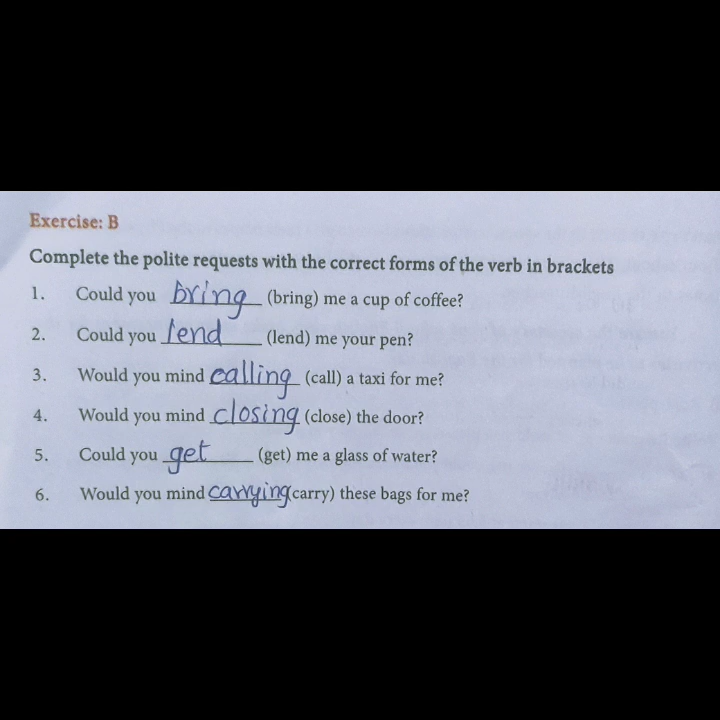 Exercise: B
Complete the polite requests with the correct forms of the verb in brackets
1. Could you bring (bring) me a cup of coffee?
2. Could you lend (lend) me your pen?
3. Would you mind calling (call) a taxi for me?
4. Would you mind closing (close) the door?
5. Could you get (get) me a glass of water?
6. Would you mind carrying (carry) these bags for me?